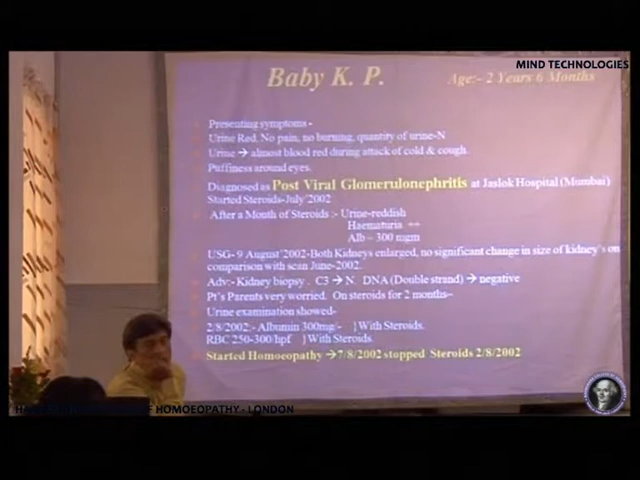 MIND TECHNOLOGIES
Baby K. P.
Age:- 2 Years 6 Months
Presenting symptoms -
Urine Red, No pain, no burning, quantity of urine-N
Urine → almost blood red during attack of cold & cough.
Puffiness around eyes.
Diagnosed as Post Viral Glomerulonephritis at Jaslok Hospital (Mumbai)
Started Steroids-July'2002
After a Month of Steroids :- Urine-reddish
Haematuria ++
Alb – 300 mgm
USG- 9 August'2002-Both Kidneys enlarged, no significant change in size of kidney's on
comparison with scan June-2002.
Adv:- Kidney biopsy . C3 → N. DNA (Double strand) → negative
Pt's Parents very worried. On steroids for 2 months–
Urine examination showed-
2/8/2002:- Albumin 300mg/- }With Steroids.
RBC 250-300/hpf }With Steroids.
Started Homoeopathy →7/8/2002 stopped Steroids 2/8/2002
OF HOMOEOPATHY - LONDON